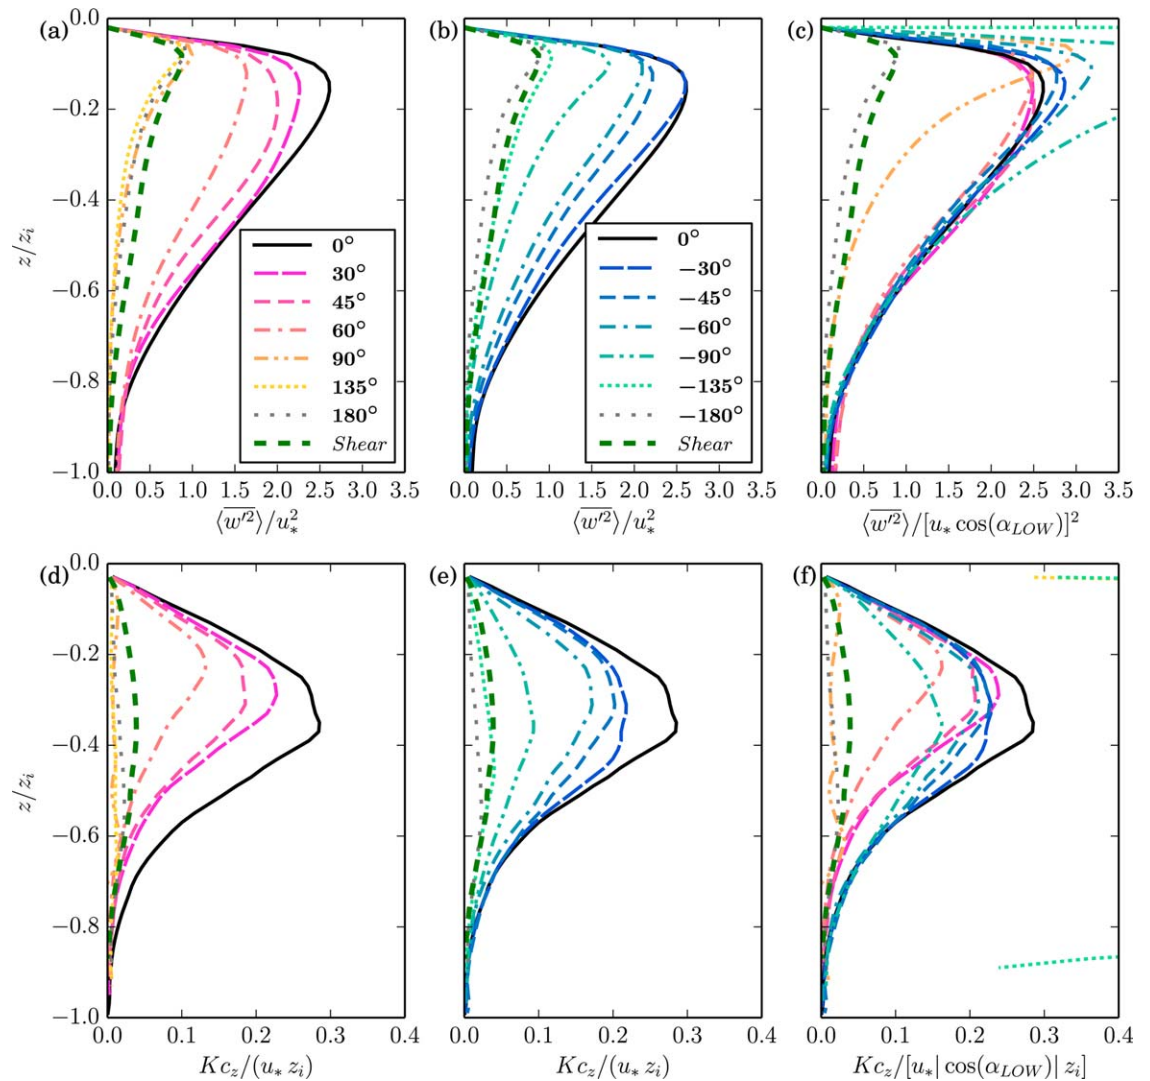 (a)
0.0
−0.2
−0.4
−0.6
−0.8
−1.0
z/z_i
0°
30°
45°
60°
90°
135°
180°
Shear
0.0 0.5 1.0 1.5 2.0 2.5 3.0 3.5
⟨\overline{w'^2}⟩/u_*^2
(b)
0°
−30°
−45°
−60°
−90°
−135°
−180°
Shear
0.0 0.5 1.0 1.5 2.0 2.5 3.0 3.5
⟨\overline{w'^2}⟩/u_*^2
(c)
0.0 0.5 1.0 1.5 2.0 2.5 3.0 3.5
⟨\overline{w'^2}⟩/[u_* cos(α_{LOW})]^2
(d)
0.0
−0.2
−0.4
−0.6
−0.8
−1.0
z/z_i
0.0 0.1 0.2 0.3 0.4
Kc_z/(u_* z_i)
(e)
0.0 0.1 0.2 0.3 0.4
Kc_z/(u_* z_i)
(f)
0.0 0.1 0.2 0.3 0.4
Kc_z/[u_*| cos(α_{LOW})| z_i]